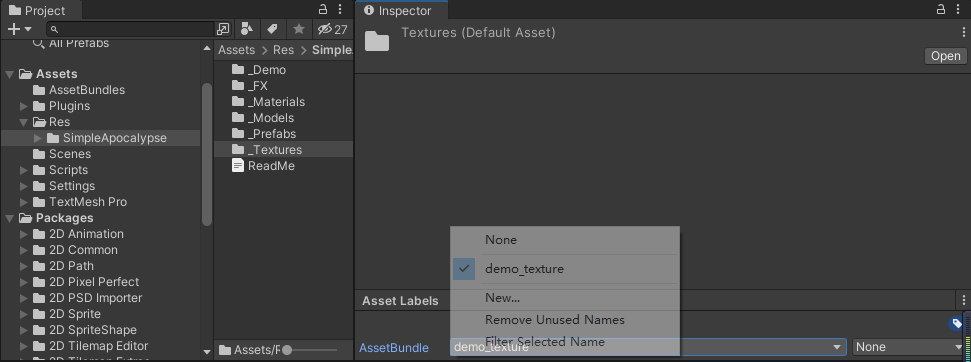 Project
27
All Prefabs
Assets
AssetBundles
Plugins
Res
SimpleApocalypse
Scenes
Scripts
Settings
TextMesh Pro
Packages
2D Animation
2D Common
2D Path
2D Pixel Perfect
2D PSD Importer
2D Sprite
2D SpriteShape
2D Tilemap Editor
2D Tilemap Extras
Assets > Res > Simple
_Demo
_FX
_Materials
_Models
_Prefabs
_Textures
ReadMe
Assets/R
Inspector
Textures (Default Asset)
Open
None
demo_texture
New...
Remove Unused Names
Filter Selected Name
Asset Labels
AssetBundle
demo_texture
None